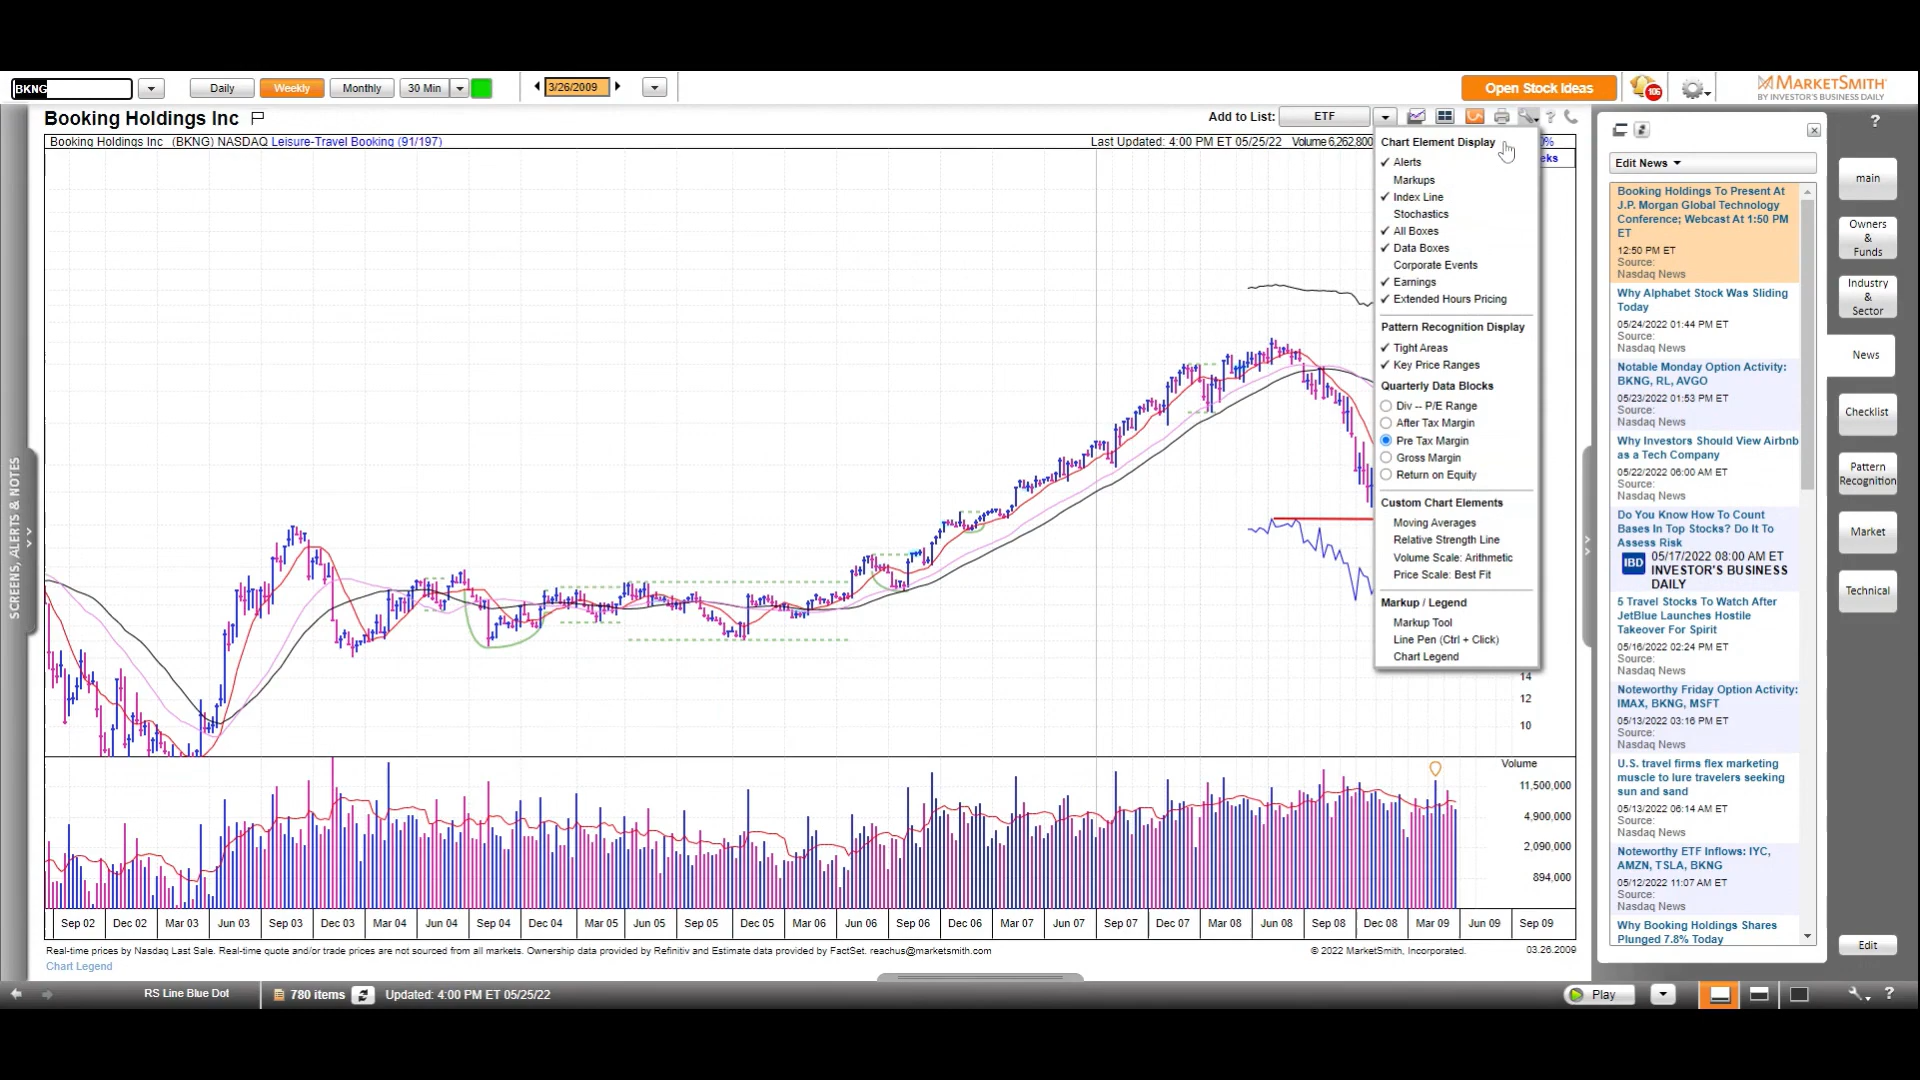 BKNG
Daily
Weekly
Monthly
30 Min
3/26/2009
Open Stock Ideas
106
MARKETSMITH
BY INVESTOR'S BUSINESS DAILY
Booking Holdings Inc
Add to List:
ETF
?
Booking Holdings Inc (BKNG) NASDAQ Leisure-Travel Booking (91/197)
Last Updated: 4:00 PM ET 05/25/22 Volume 6,262,800
%
eks
Chart Element Display
✓ Alerts
Markups
✓ Index Line
Stochastics
✓ All Boxes
✓ Data Boxes
Corporate Events
✓ Earnings
✓ Extended Hours Pricing
Pattern Recognition Display
✓ Tight Areas
✓ Key Price Ranges
Quarterly Data Blocks
Div -- P/E Range
After Tax Margin
Pre Tax Margin
Gross Margin
Return on Equity
Custom Chart Elements
Moving Averages
Relative Strength Line
Volume Scale: Arithmetic
Price Scale: Best Fit
Markup / Legend
Markup Tool
Line Pen (Ctrl + Click)
Chart Legend
14
12
10
Volume
11,500,000
4,900,000
2,090,000
894,000
Sep 02 Dec 02 Mar 03 Jun 03 Sep 03 Dec 03 Mar 04 Jun 04 Sep 04 Dec 04 Mar 05 Jun 05 Sep 05 Dec 05 Mar 06 Jun 06 Sep 06 Dec 06 Mar 07 Jun 07 Sep 07 Dec 07 Mar 08 Jun 08 Sep 08 Dec 08 Mar 09 Jun 09 Sep 09
Real-time prices by Nasdaq Last Sale. Real-time quote and/or trade prices are not sourced from all markets. Ownership data provided by Refinitiv and Estimate data provided by FactSet. reachus@marketsmith.com
© 2022 MarketSmith, Incorporated.
03.26.2009
Chart Legend
SCREENS, ALERTS & NOTES
Edit News
Booking Holdings To Present At
J.P. Morgan Global Technology
Conference; Webcast At 1:50 PM
ET
12:50 PM ET
Source:
Nasdaq News
Why Alphabet Stock Was Sliding
Today
05/24/2022 01:44 PM ET
Source:
Nasdaq News
Notable Monday Option Activity:
BKNG, RL, AVGO
05/23/2022 01:53 PM ET
Source:
Nasdaq News
Why Investors Should View Airbnb
as a Tech Company
05/22/2022 06:00 AM ET
Source:
Nasdaq News
Do You Know How To Count
Bases In Top Stocks? Do It To
Assess Risk
IBD
05/17/2022 08:00 AM ET
INVESTOR'S BUSINESS
DAILY
5 Travel Stocks To Watch After
JetBlue Launches Hostile
Takeover For Spirit
05/16/2022 02:24 PM ET
Source:
Nasdaq News
Noteworthy Friday Option Activity:
IMAX, BKNG, MSFT
05/13/2022 03:16 PM ET
Source:
Nasdaq News
U.S. travel firms flex marketing
muscle to lure travelers seeking
sun and sand
05/13/2022 06:14 AM ET
Source:
Nasdaq News
Noteworthy ETF Inflows: IYC,
AMZN, TSLA, BKNG
05/12/2022 11:07 AM ET
Source:
Nasdaq News
Why Booking Holdings Shares
Plunged 7.8% Today
?
main
Owners
&
Funds
Industry
&
Sector
News
Checklist
Pattern
Recognition
Market
Technical
Edit
RS Line Blue Dot
780 items
Updated: 4:00 PM ET 05/25/22
Play
?